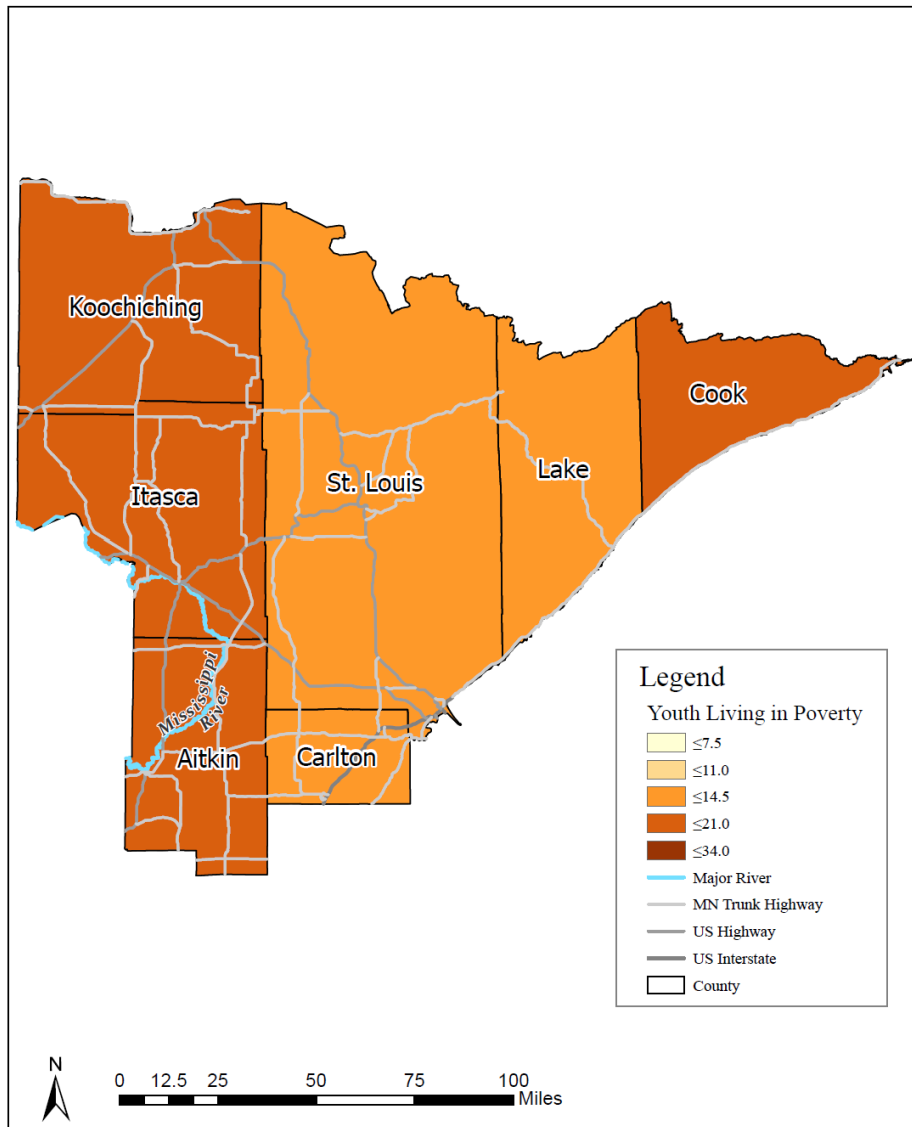 Koochiching
Cook
Lake
St. Louis
Itasca
Mississippi
River
Aitkin
Carlton
Legend
Youth Living in Poverty
≤7.5
≤11.0
≤14.5
≤21.0
≤34.0
Major River
MN Trunk Highway
US Highway
US Interstate
County
N
0 12.5 25 50 75 100
Miles